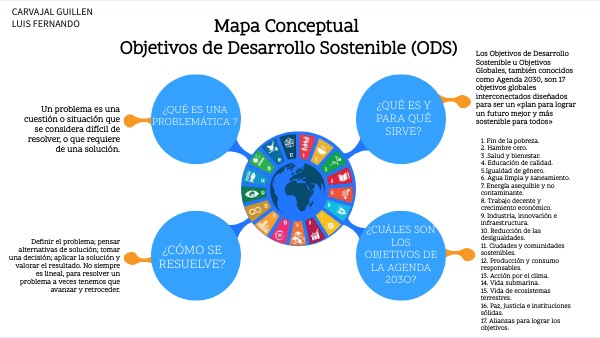 CARVAJAL GUILLEN
LUIS FERNANDO
Mapa Conceptual
Objetivos de Desarrollo Sostenible (ODS)
¿QUÉ ES UNA
PROBLEMÁTICA ?
Un problema es una
cuestión o situación que
se considera difícil de
resolver, o que requiere
de una solución.
¿QUÉ ES Y
PARA QUÉ
SIRVE?
Los Objetivos de Desarrollo
Sostenible u Objetivos
Globales, también conocidos
como Agenda 2030, son 17
objetivos globales
interconectados diseñados
para ser un «plan para lograr
un futuro mejor y más
sostenible para todos»
¿CÓMO SE
RESUELVE?
Definir el problema; pensar
alternativas de solución; tomar
una decisión; aplicar la solución y
valorar el resultado. No siempre
es lineal, para resolver un
problema a veces tenemos que
avanzar y retroceder.
¿CUÁLES SON
LOS
OBJETIVOS DE
LA AGENDA
2030?
1. Fin de la pobreza.
2. Hambre cero.
3 .Salud y bienestar.
4. Educación de calidad.
5.Igualdad de género.
6. Agua limpia y saneamiento.
7. Energía asequible y no
contaminante.
8. Trabajo decente y
crecimiento económico.
9. Industria, innovación e
infraestructura.
10. Reducción de las
desigualdades.
11. Ciudades y comunidades
sostenibles.
12. Producción y consumo
responsables.
13. Acción por el clima.
14. Vida submarina.
15. Vida de ecosistemas
terrestres.
16. Paz, justicia e instituciones
sólidas.
17. Alianzas para lograr los
objetivos.